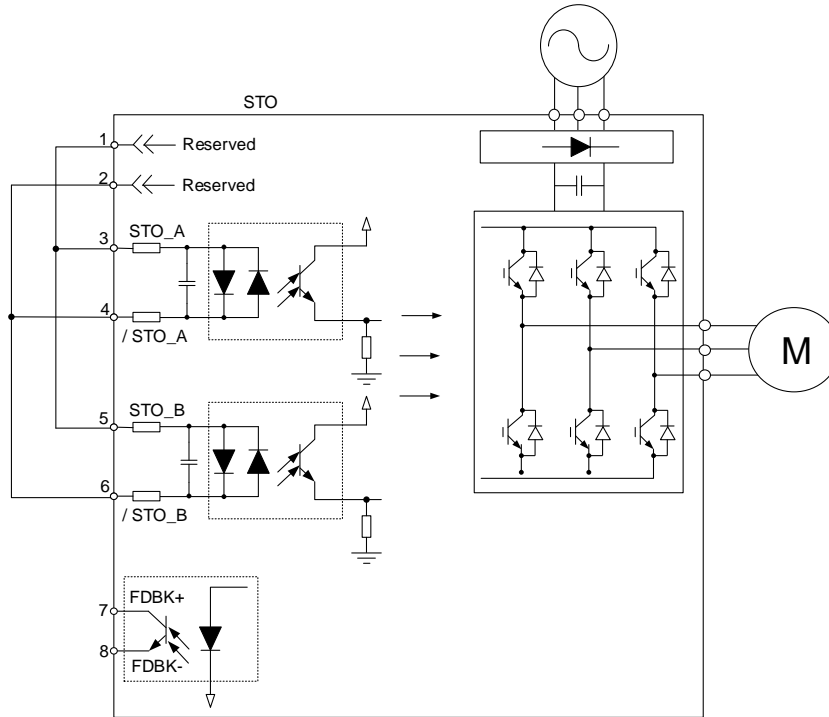 STO
1
Reserved
2
Reserved
3
STO_A
4
/ STO_A
5
STO_B
6
/ STO_B
7
FDBK+
8
FDBK-
M